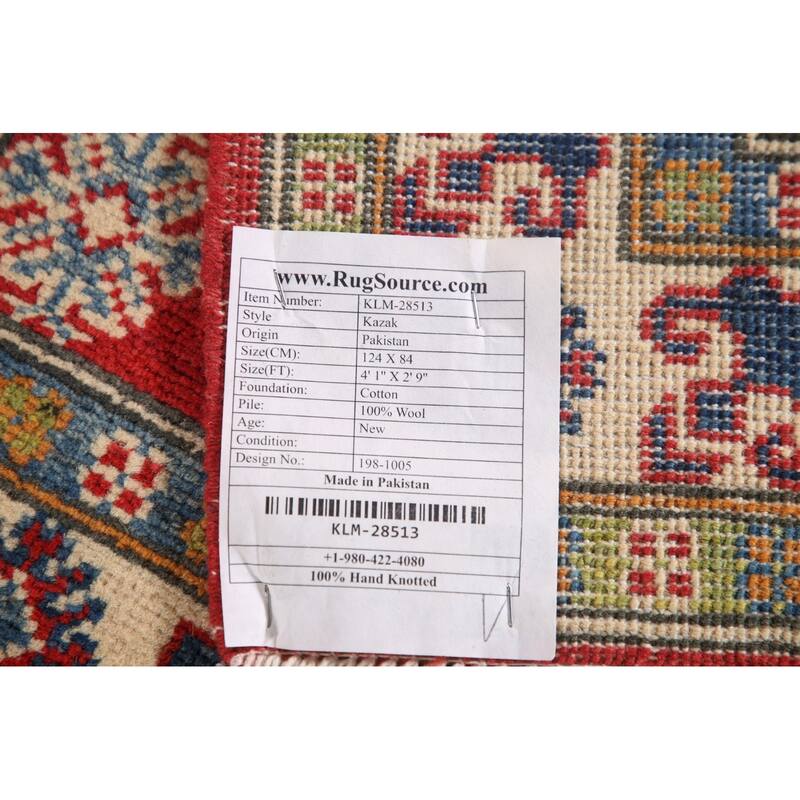 www.RugSource.com
Item Number: KLM-28513
Style Kazak
Origin Pakistan
Size(CM): 124 X 84
Size(FT): 4' 1" X 2' 9"
Foundation: Cotton
Pile: 100% Wool
Age: New
Condition:
Design No.: 198-1005
Made in Pakistan
KLM-28513
+1-980-422-4080
100% Hand Knotted